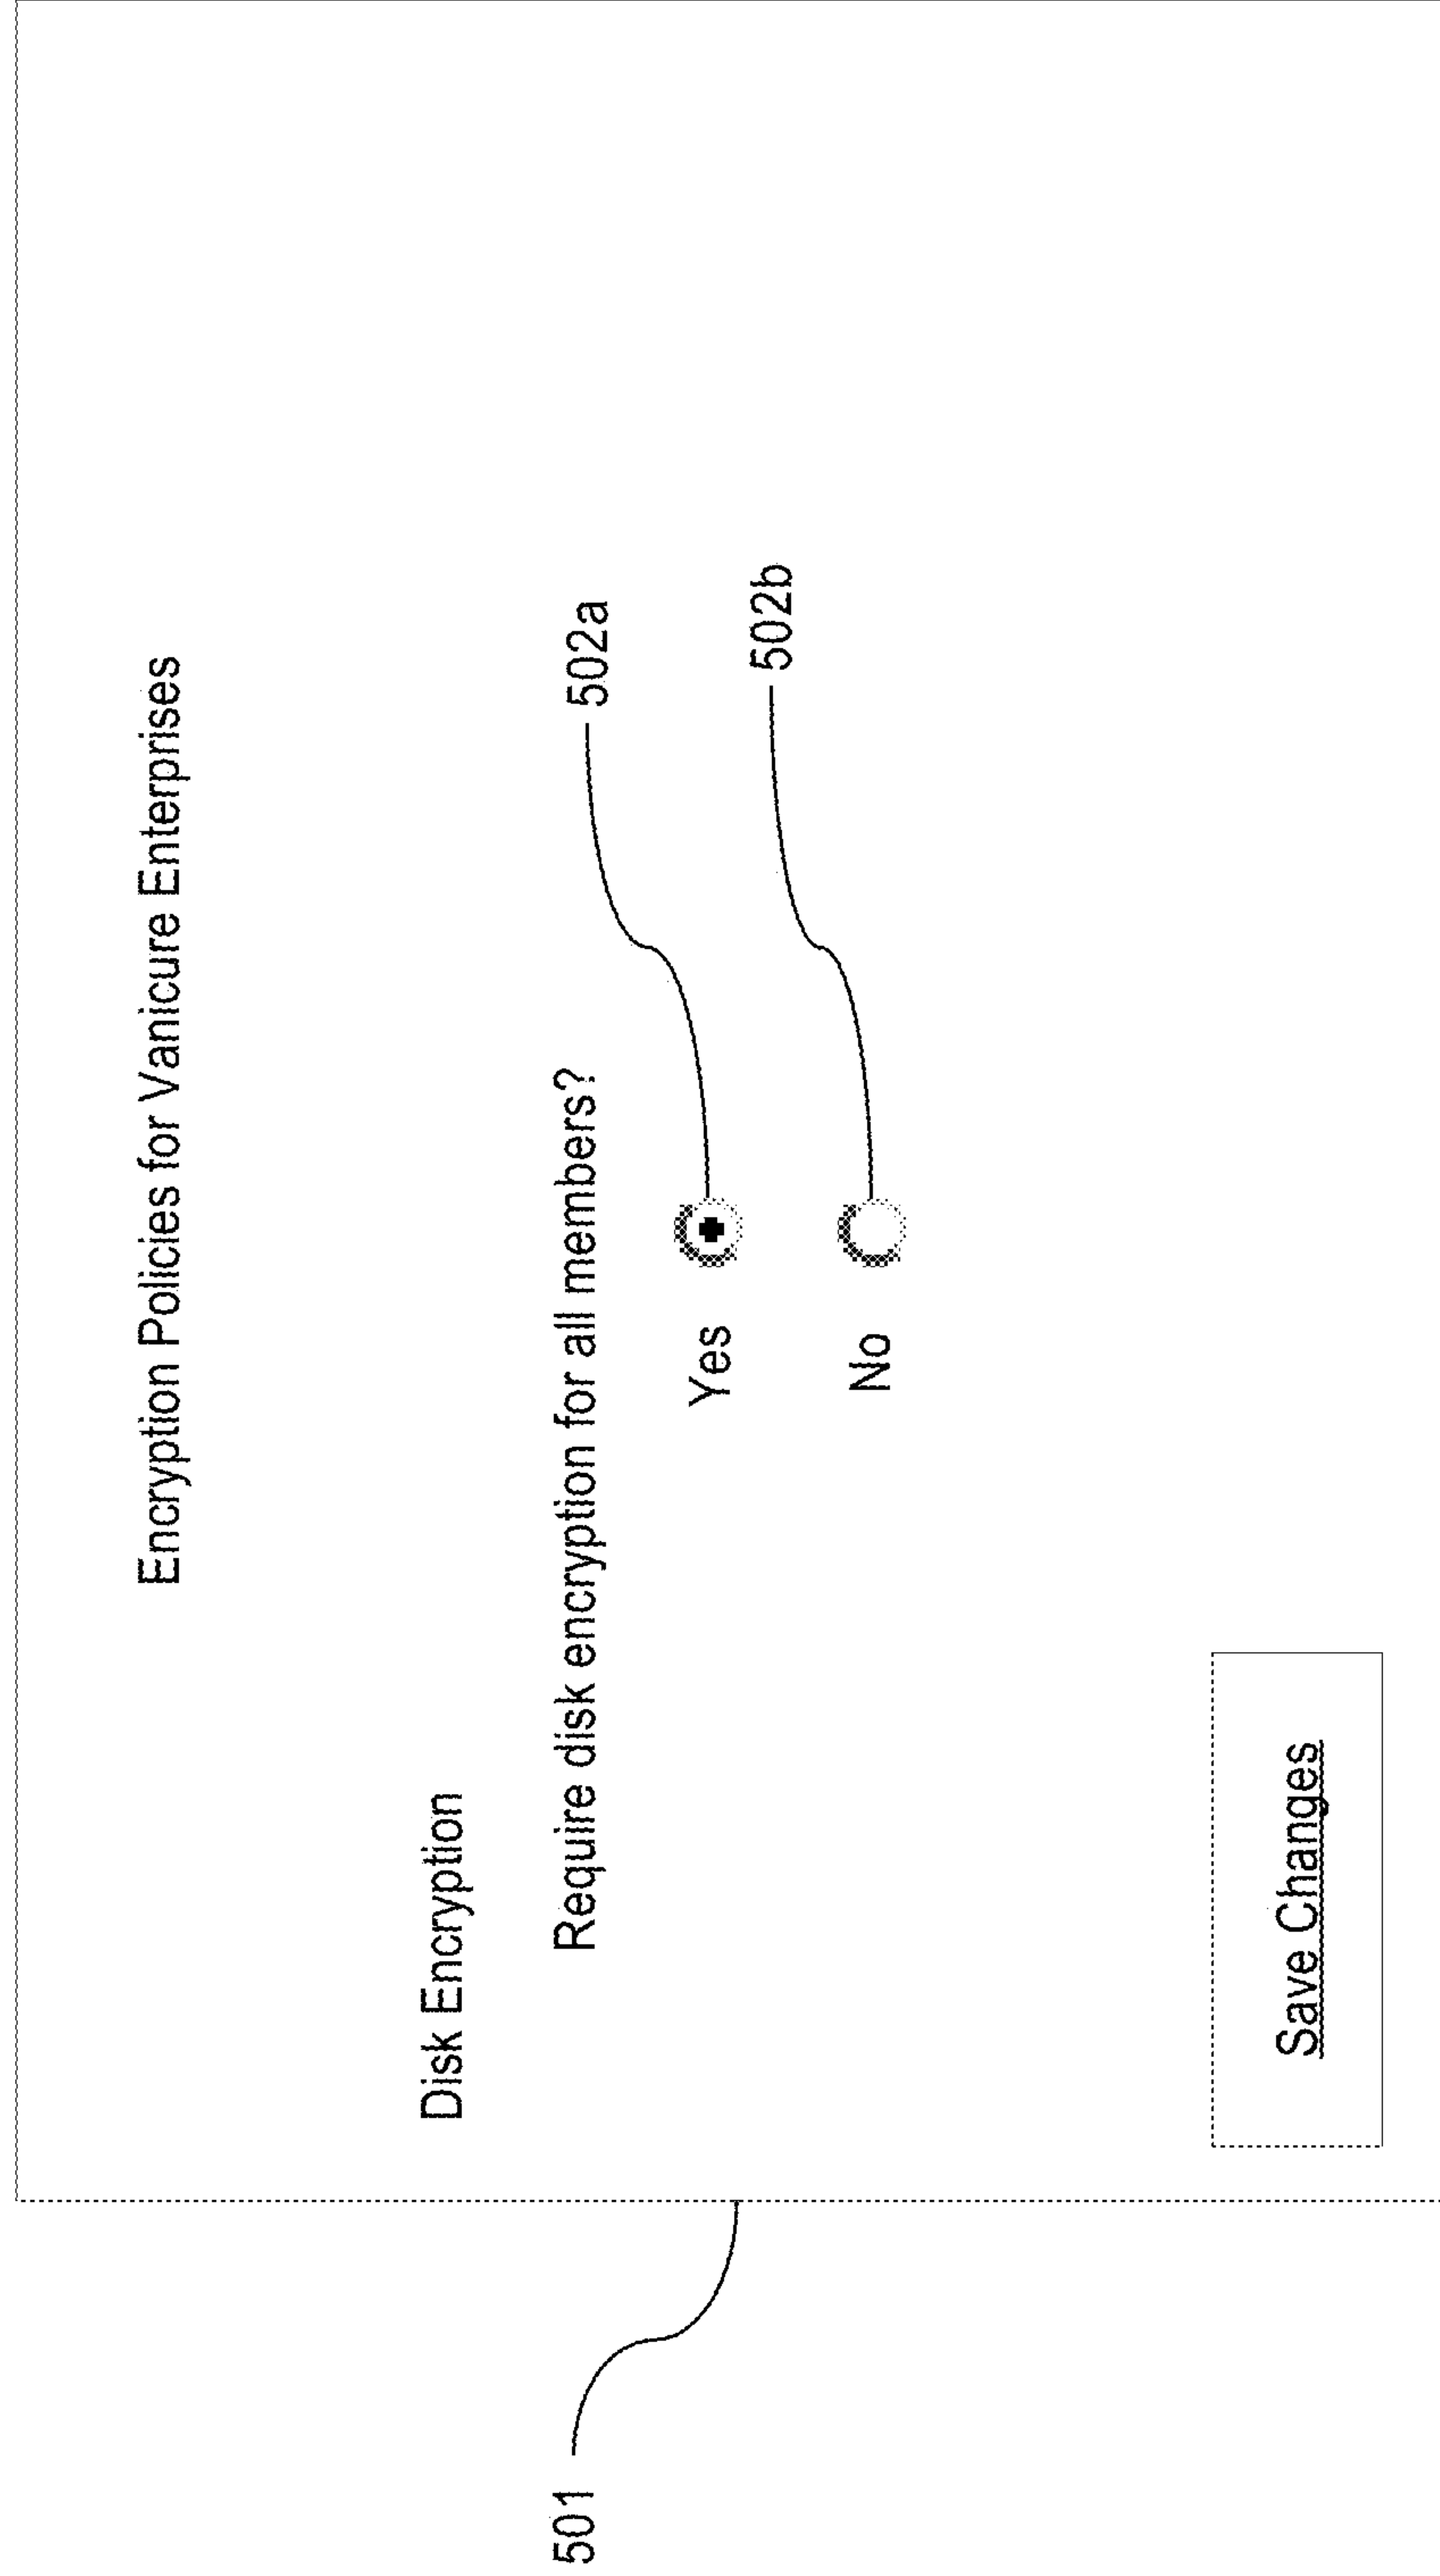 Encryption Policies for Vanicure Enterprises
Disk Encryption
501
Require disk encryption for all members?
502a
Yes
502b
No
Save Changes